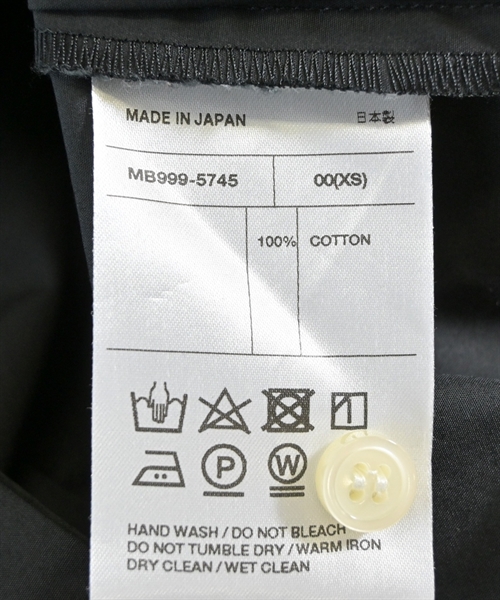 MADE IN JAPAN 日本製
MB999-5745 00(XS)
100% COTTON
P W
HAND WASH / DO NOT BLEACH
DO NOT TUMBLE DRY / WARM IRON
DRY CLEAN / WET CLEAN